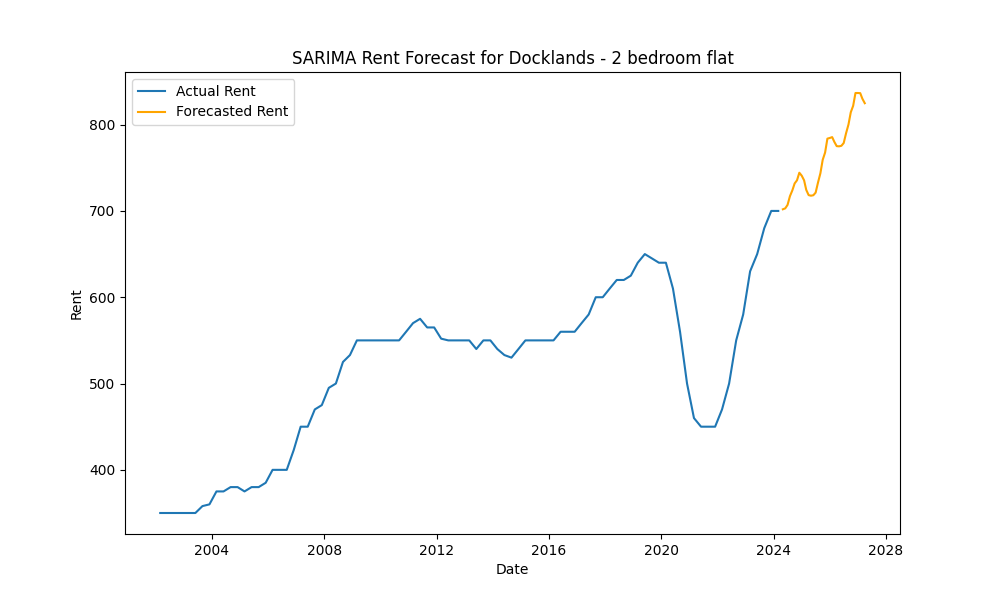 SARIMA Rent Forecast for Docklands - 2 bedroom flat
Actual Rent
Forecasted Rent
800
700
600
500
400
Rent
2004 2008 2012 2016 2020 2024 2028
Date